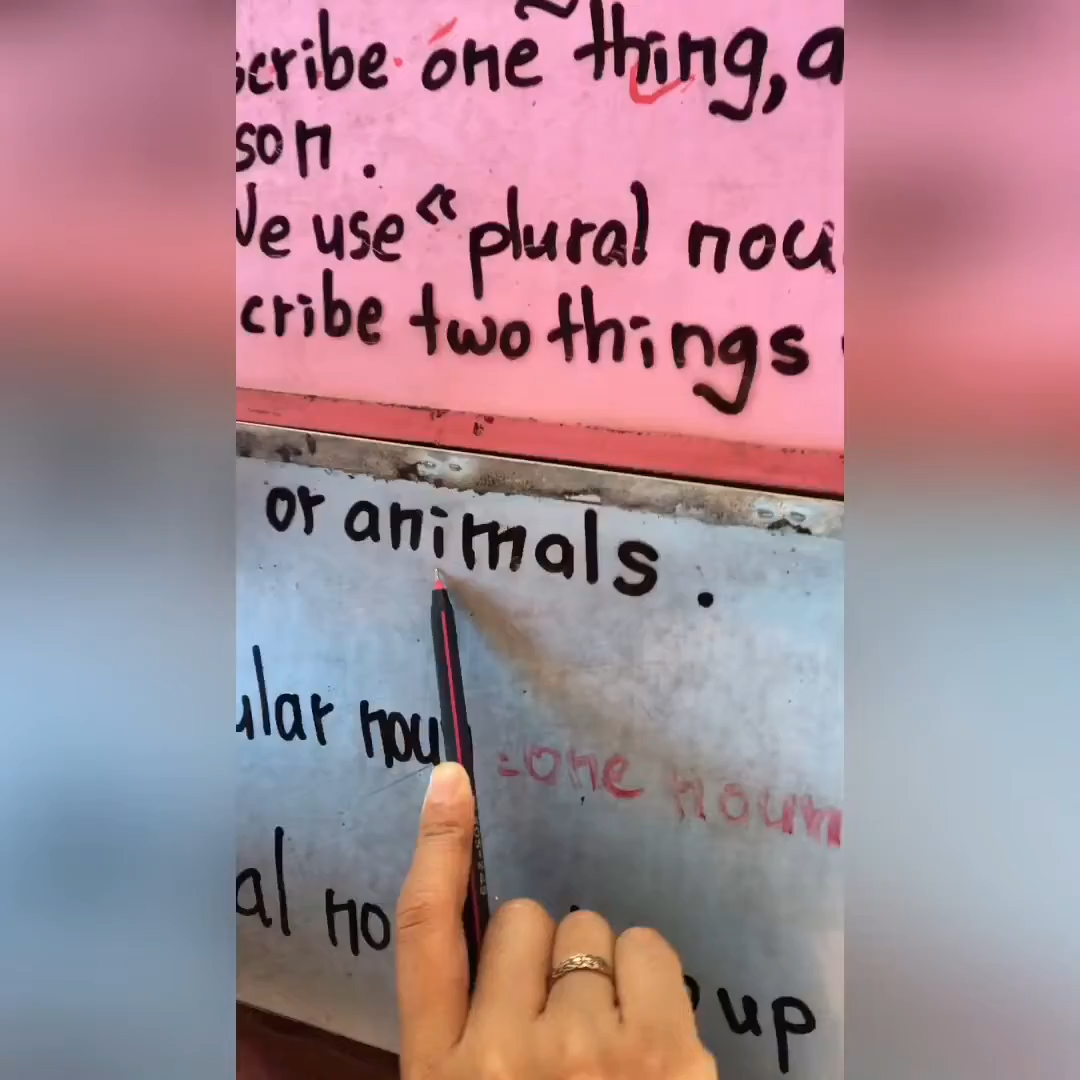 scribe one thing, a
son.
We use "plural nou
cribe two things
or animals.
ular nou =one noun
al no up